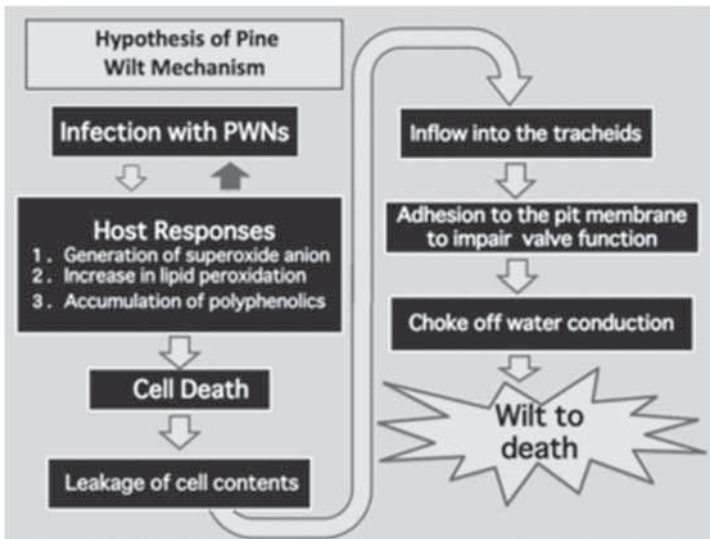 Hypothesis of Pine
Wilt Mechanism
Infection with PWNs
Host Responses
1. Generation of superoxide anion
2. Increase in lipid peroxidation
3. Accumulation of polyphenolics
Cell Death
Leakage of cell contents
Inflow into the tracheids
Adhesion to the pit membrane
to impair valve function
Choke off water conduction
Wilt to
death